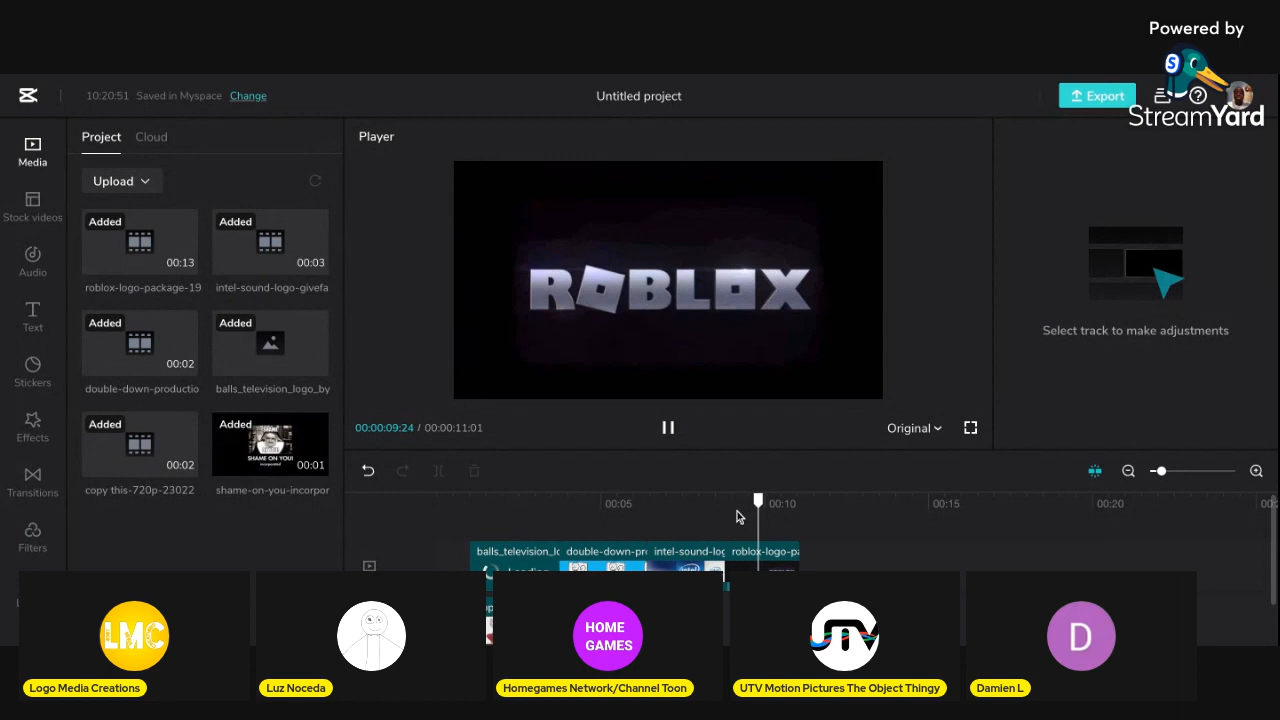 Powered by
StreamYard
10:20:51 Saved in Myspace Change
Untitled project
Export
Media
Stock videos
Audio
Text
Stickers
Effects
Transitions
Filters
Project Cloud
Upload
Added 00:13
Added 00:03
roblox-logo-package-19
intel-sound-logo-givefa
Added 00:02
Added
double-down-productio
balls_television_logo_by
Added 00:02
Added SHAME ON YOU! incorporated 00:01
copy this-720p-23022
shame-on-you-incorpor
Player
ROBLOX
00:00:09:24 / 00:00:11:01
Original
Select track to make adjustments
00:05 00:10 00:15 00:20
balls_television_lo double-down-pr intel-sound-log roblox-logo-pa
Loading
intel
LMC
HOME
GAMES
UTV
D
Logo Media Creations
Luz Noceda
Homegames Network/Channel Toon
UTV Motion Pictures The Object Thingy
Damien L